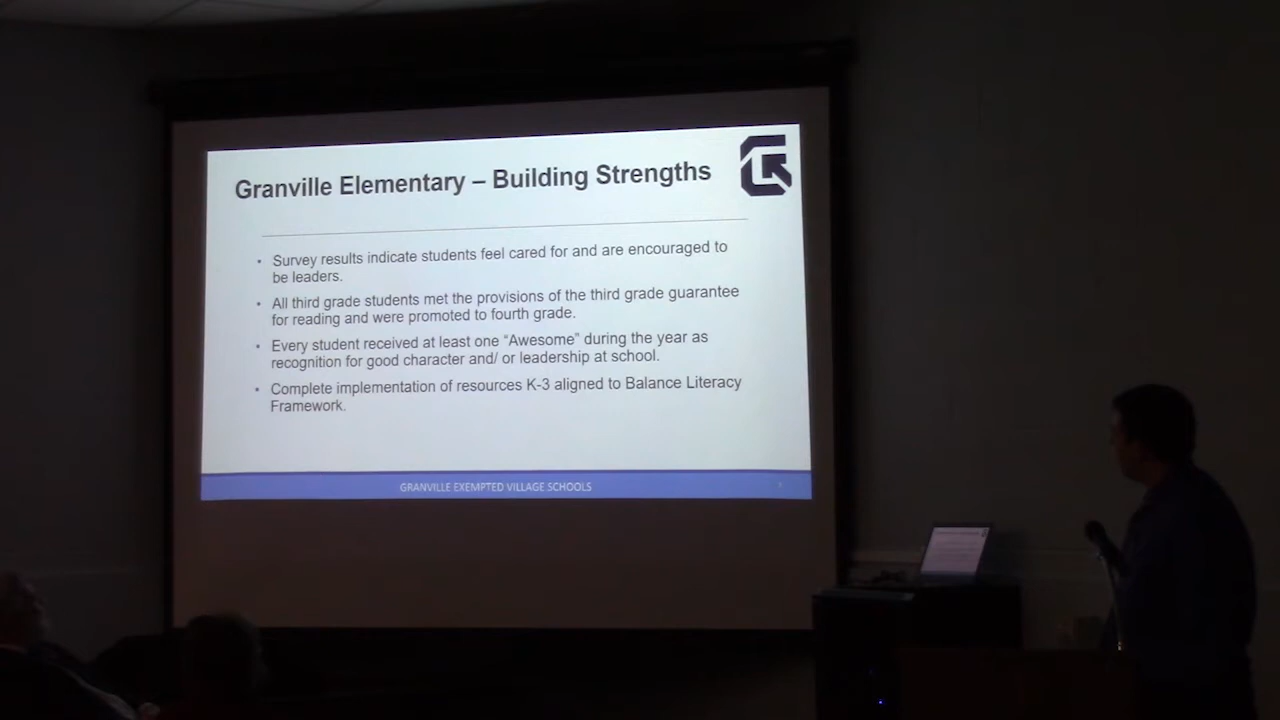 Granville Elementary – Building Strengths
• Survey results indicate students feel cared for and are encouraged to
be leaders.
• All third grade students met the provisions of the third grade guarantee
for reading and were promoted to fourth grade.
• Every student received at least one “Awesome” during the year as
recognition for good character and/ or leadership at school.
• Complete implementation of resources K-3 aligned to Balance Literacy
Framework.
GRANVILLE EXEMPTED VILLAGE SCHOOLS